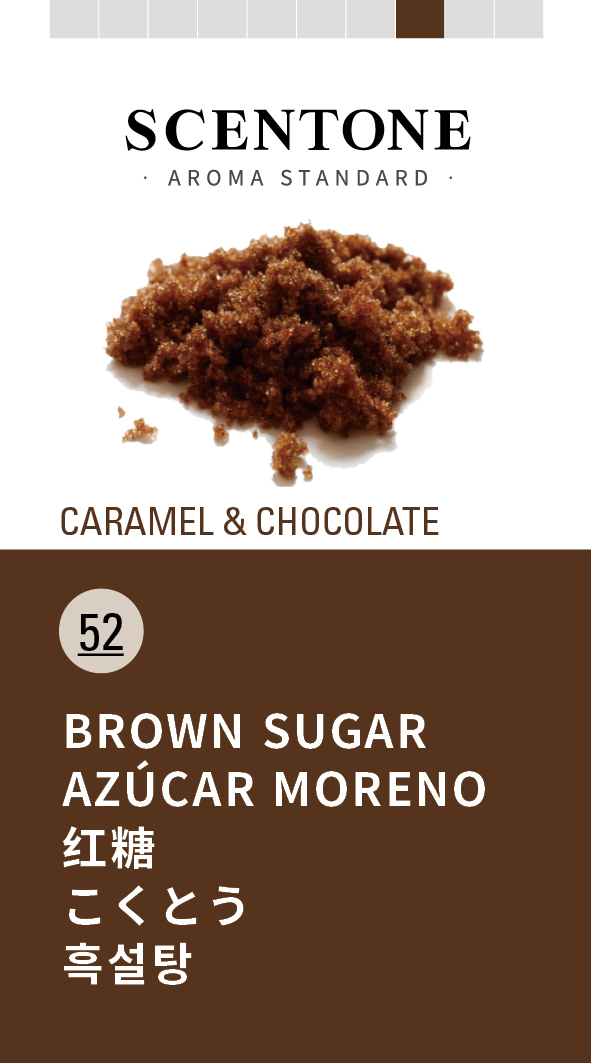 SCENTONE
· AROMA STANDARD ·
CARAMEL & CHOCOLATE
52
BROWN SUGAR
AZÚCAR MORENO
红糖
こくとう
흑설탕